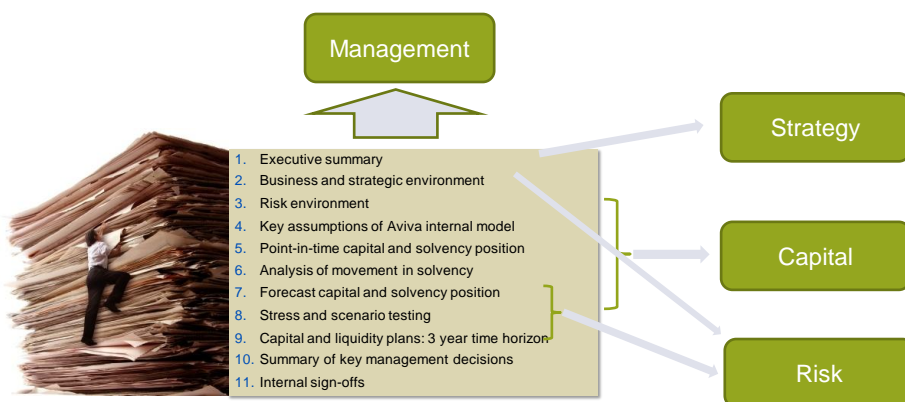 Management
1. Executive summary
2. Business and strategic environment
3. Risk environment
4. Key assumptions of Aviva internal model
5. Point-in-time capital and solvency position
6. Analysis of movement in solvency
7. Forecast capital and solvency position
8. Stress and scenario testing
9. Capital and liquidity plans: 3 year time horizon
10. Summary of key management decisions
11. Internal sign-offs
Strategy
Capital
Risk